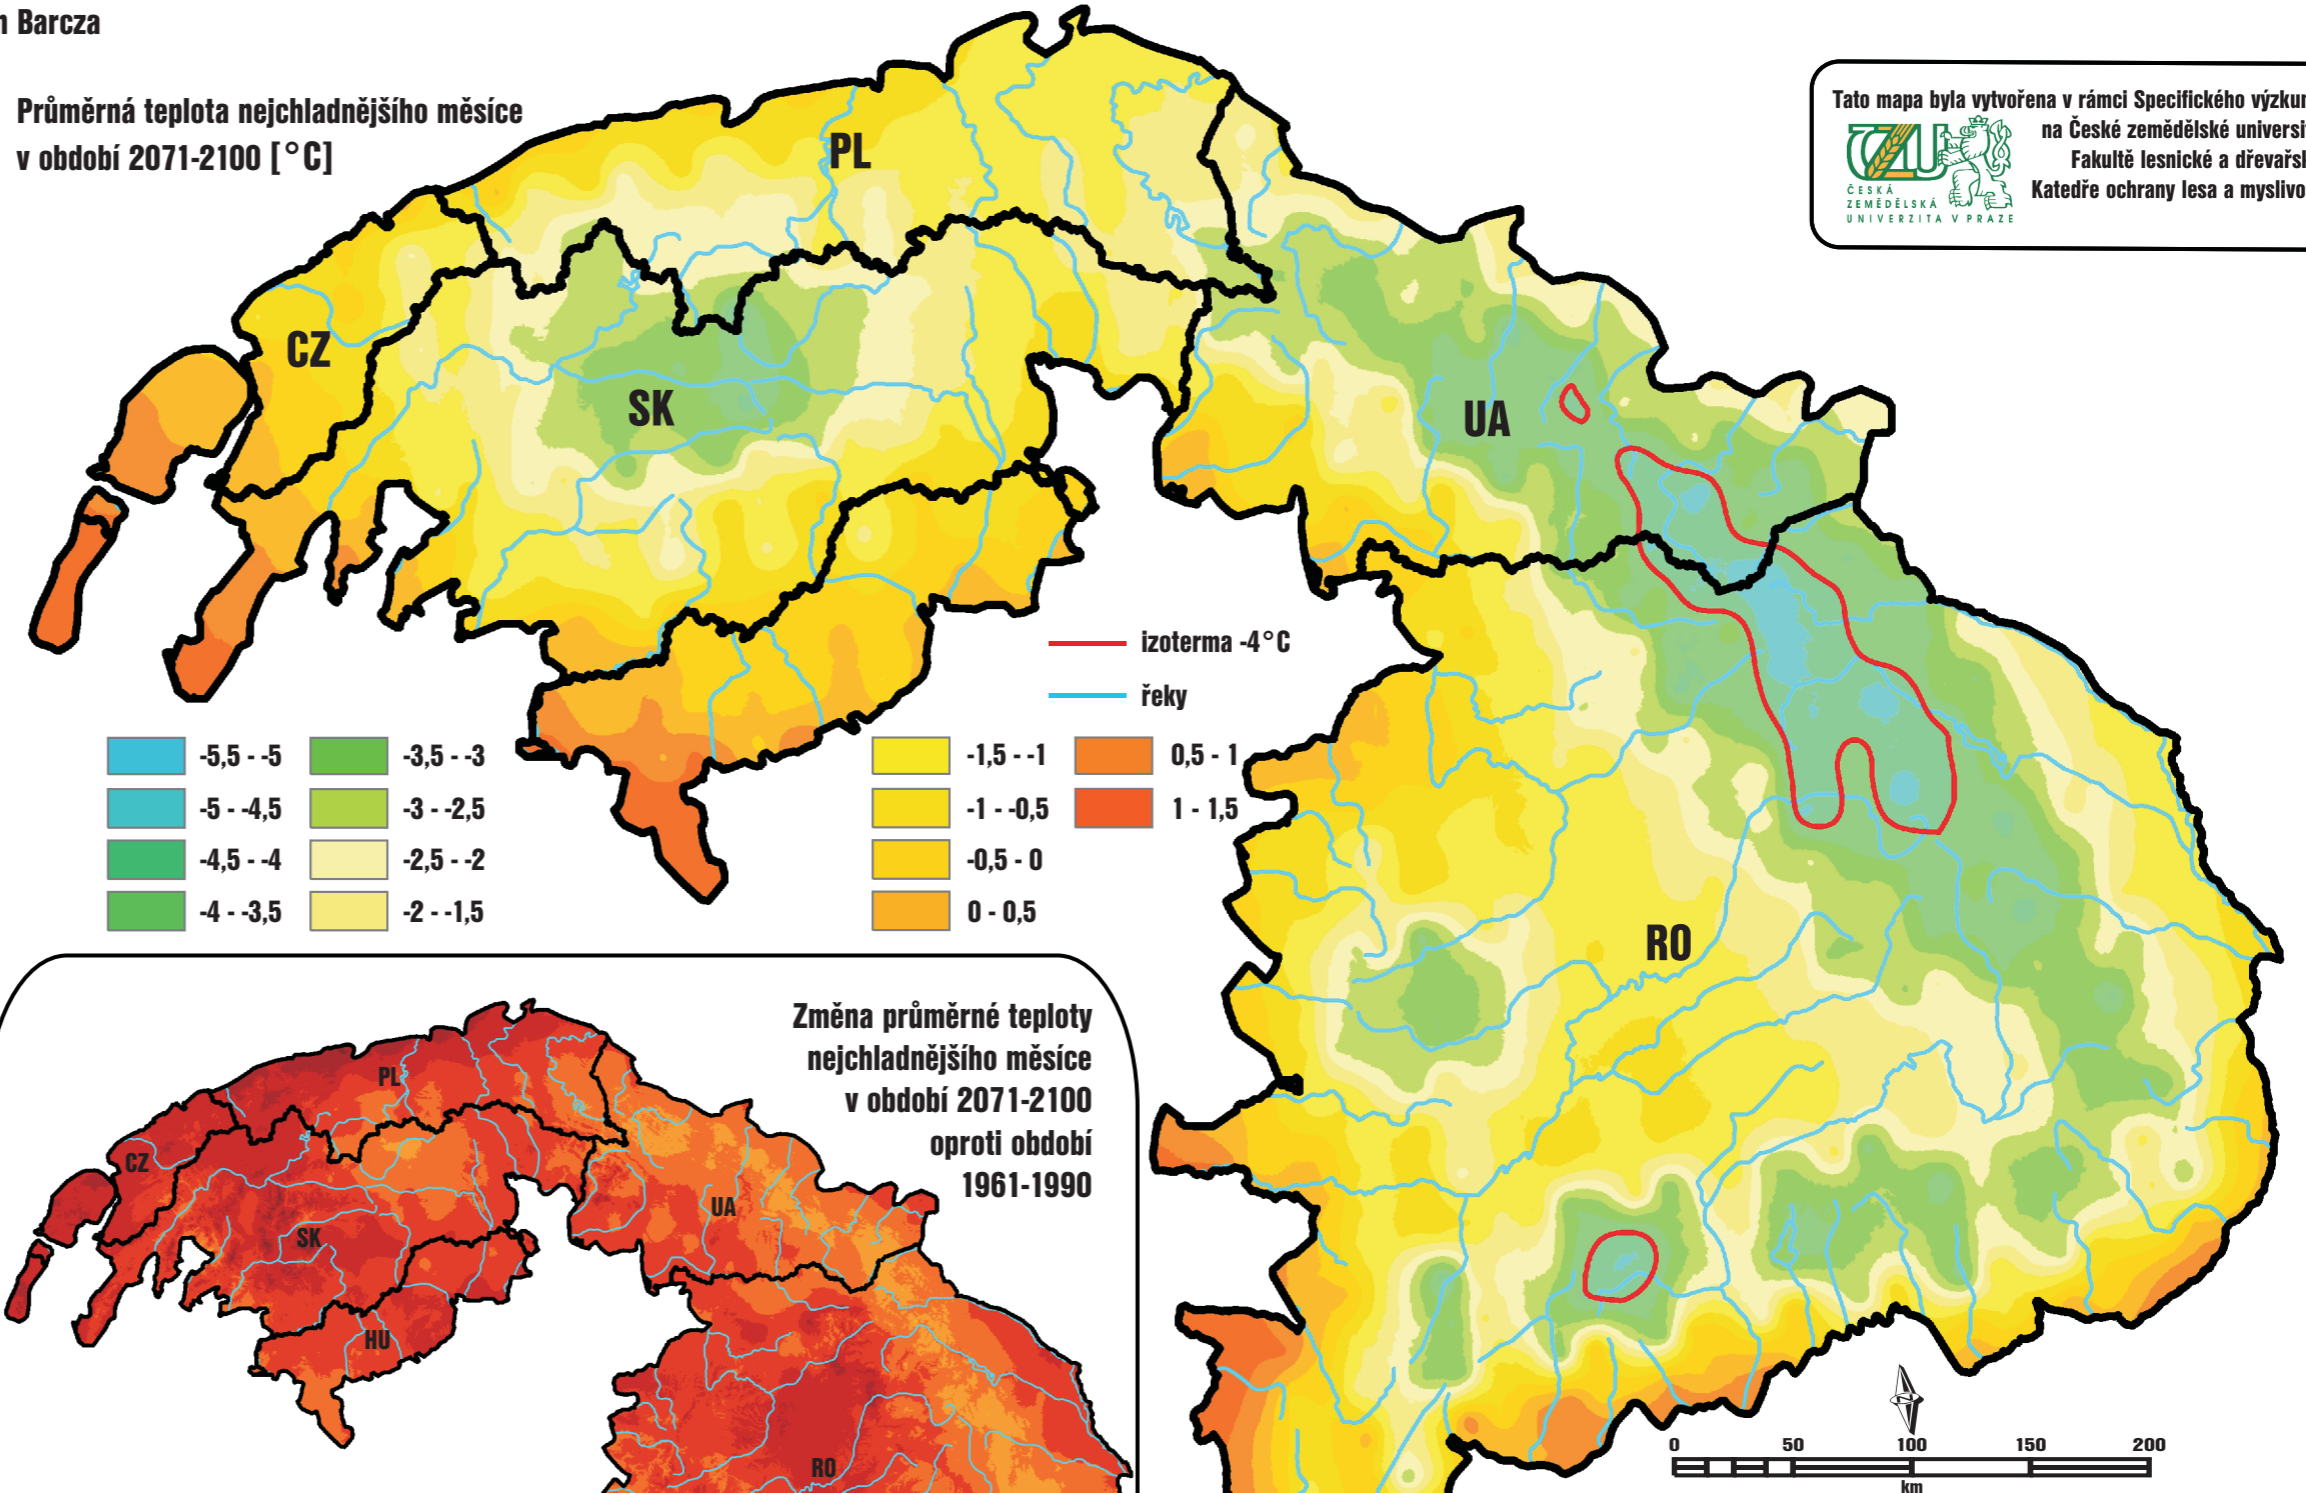 Barcza
Průměrná teplota nejchladnějšího měsíce
v období 2071-2100 [°C]
Tato mapa byla vytvořena v rámci Specifického
na České zemědělské
Fakultě lesnické a
Katedře ochrany lesa a
ČESKÁ
ZEMĚDĚLSKÁ
UNIVERZITA V PRAZE
PL
CZ
SK
UA
RO
izoterma -4°C
řeky
-5,5 - -5
-5 - -4,5
-4,5 - -4
-4 - -3,5
-3,5 - -3
-3 - -2,5
-2,5 - -2
-2 - -1,5
-1,5 - -1
-1 - -0,5
-0,5 - 0
0 - 0,5
0,5 - 1
1 - 1,5
Změna průměrné teploty
nejchladnějšího měsíce
v období 2071-2100
oproti období
1961-1990
PL
CZ
SK
UA
HU
RO
0 50 100 150 200
km